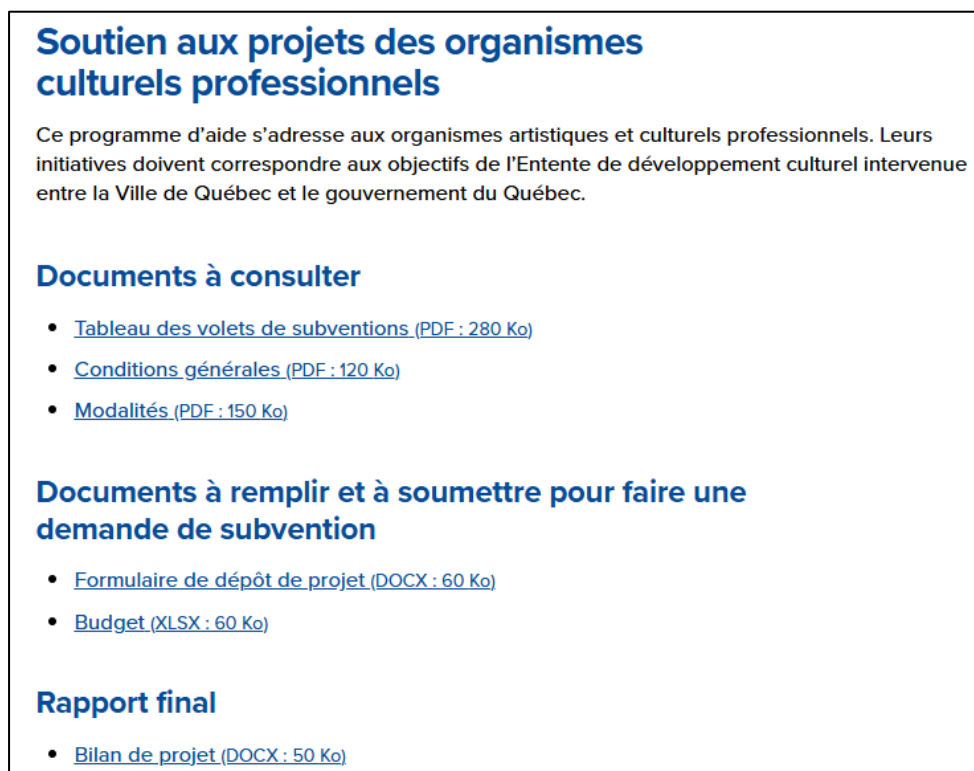 Soutien aux projets des organismes
culturels professionnels
Ce programme d'aide s'adresse aux organismes artistiques et culturels professionnels. Leurs
initiatives doivent correspondre aux objectifs de l'Entente de développement culturel intervenue
entre la Ville de Québec et le gouvernement du Québec.
Documents à consulter
• Tableau des volets de subventions (PDF : 280 Ko)
• Conditions générales (PDF : 120 Ko)
• Modalités (PDF : 150 Ko)
Documents à remplir et à soumettre pour faire une
demande de subvention
• Formulaire de dépôt de projet (DOCX : 60 Ko)
• Budget (XLSX : 60 Ko)
Rapport final
• Bilan de projet (DOCX : 50 Ko)